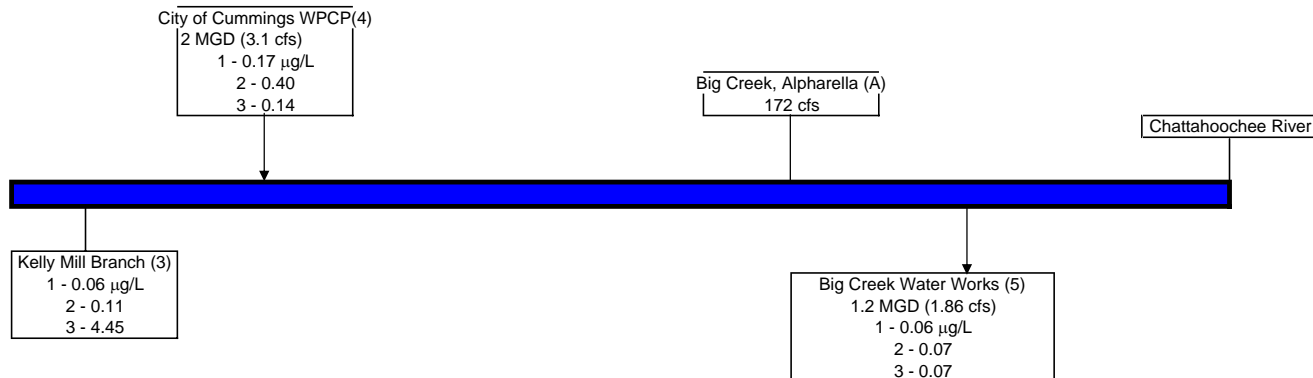 City of Cummings WPCP(4)
2 MGD (3.1 cfs)
1 - 0.17 µg/L
2 - 0.40
3 - 0.14
Big Creek, Alpharella (A)
172 cfs
Chattahoochee River
Kelly Mill Branch (3)
1 - 0.06 µg/L
2 - 0.11
3 - 4.45
Big Creek Water Works (5)
1.2 MGD (1.86 cfs)
1 - 0.06 µg/L
2 - 0.07
3 - 0.07